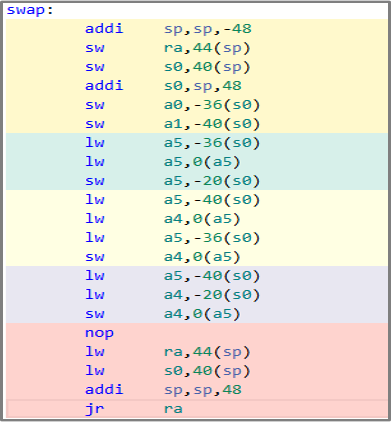 swap:
addi sp,sp,-48
sw ra,44(sp)
sw s0,40(sp)
addi s0,sp,48
sw a0,-36(s0)
sw a1,-40(s0)
lw a5,-36(s0)
lw a5,0(a5)
sw a5,-20(s0)
lw a5,-40(s0)
lw a4,0(a5)
lw a5,-36(s0)
sw a4,0(a5)
lw a5,-40(s0)
lw a4,-20(s0)
sw a4,0(a5)
nop
lw ra,44(sp)
lw s0,40(sp)
addi sp,sp,48
jr ra